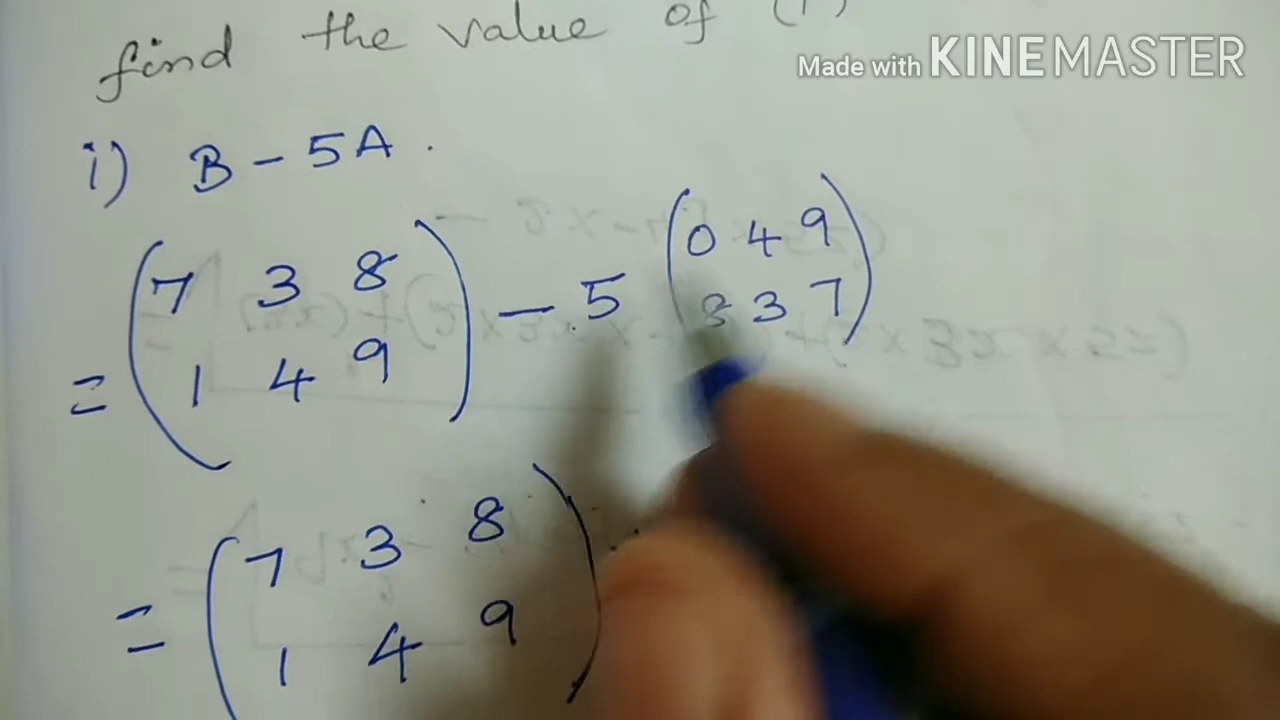 find the value of (i)
Made with KINEMASTER
i) B - 5A.
= (7 3 8) - 5 (0 4 9)
(1 4 9) (8 3 7)
= (7 3 8)
(1 4 9)